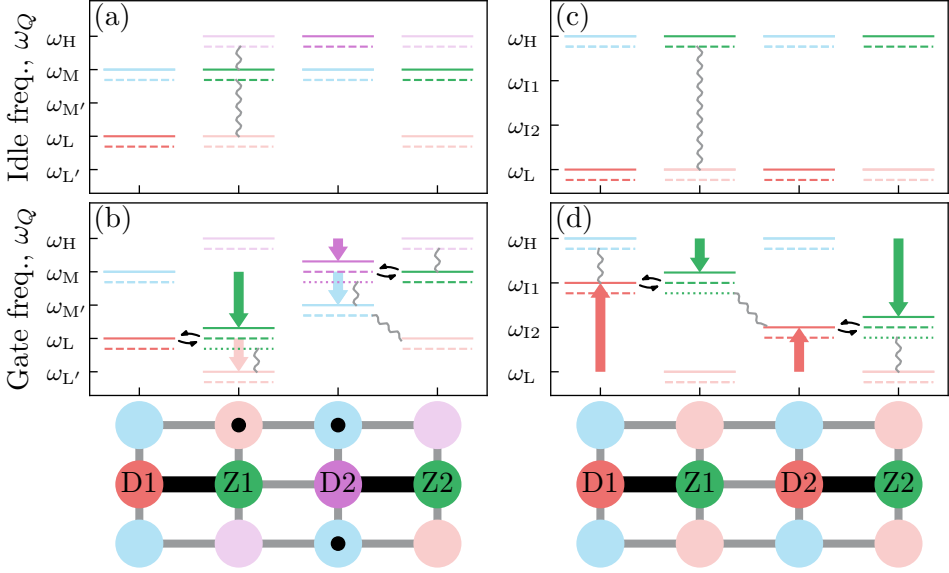 (a)
Idle freq., ω_Q
ω_H
ω_M
ω_M′
ω_L
ω_L′
(c)
ω_H
ω_I1
ω_I2
ω_L
(b)
Gate freq., ω_Q
ω_H
ω_M
ω_M′
ω_L
ω_L′
(d)
ω_H
ω_I1
ω_I2
ω_L
D1 Z1 D2 Z2
D1 Z1 D2 Z2